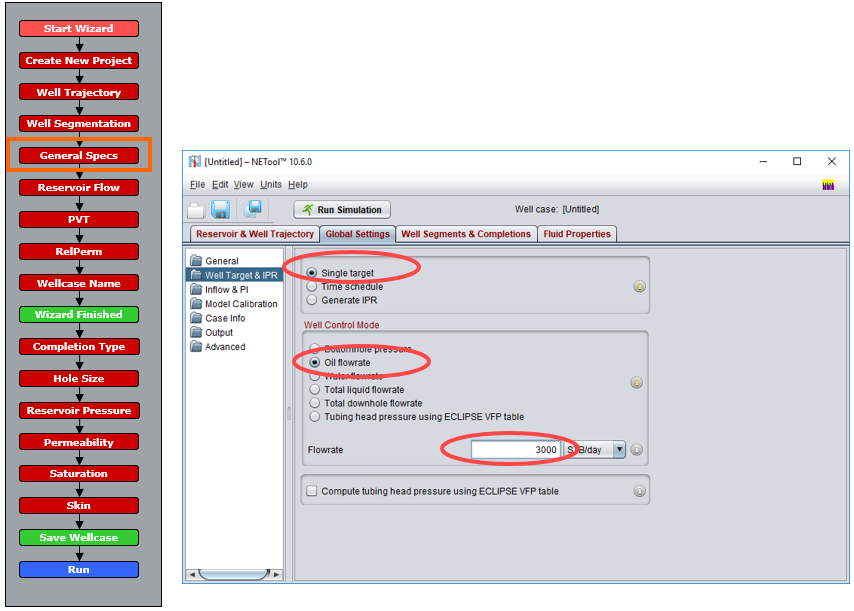 Start Wizard
Create New Project
Well Trajectory
Well Segmentation
General Specs
Reservoir Flow
PVT
RelPerm
Wellcase Name
Wizard Finished
Completion Type
Hole Size
Reservoir Pressure
Permeability
Saturation
Skin
Save Wellcase
Run
[Untitled] – NETool™ 10.6.0
File Edit View Units Help
Run Simulation
Well case: [Untitled]
Reservoir & Well Trajectory Global Settings Well Segments & Completions Fluid Properties
General
Well Target & IPR
Inflow & PI
Model Calibration
Case Info
Output
Advanced
Single target
Time schedule
Generate IPR
Well Control Mode
Bottomhole pressure
Oil flowrate
Water flowrate
Total liquid flowrate
Total downhole flowrate
Tubing head pressure using ECLIPSE VFP table
Flowrate 3000 STB/day
Compute tubing head pressure using ECLIPSE VFP table